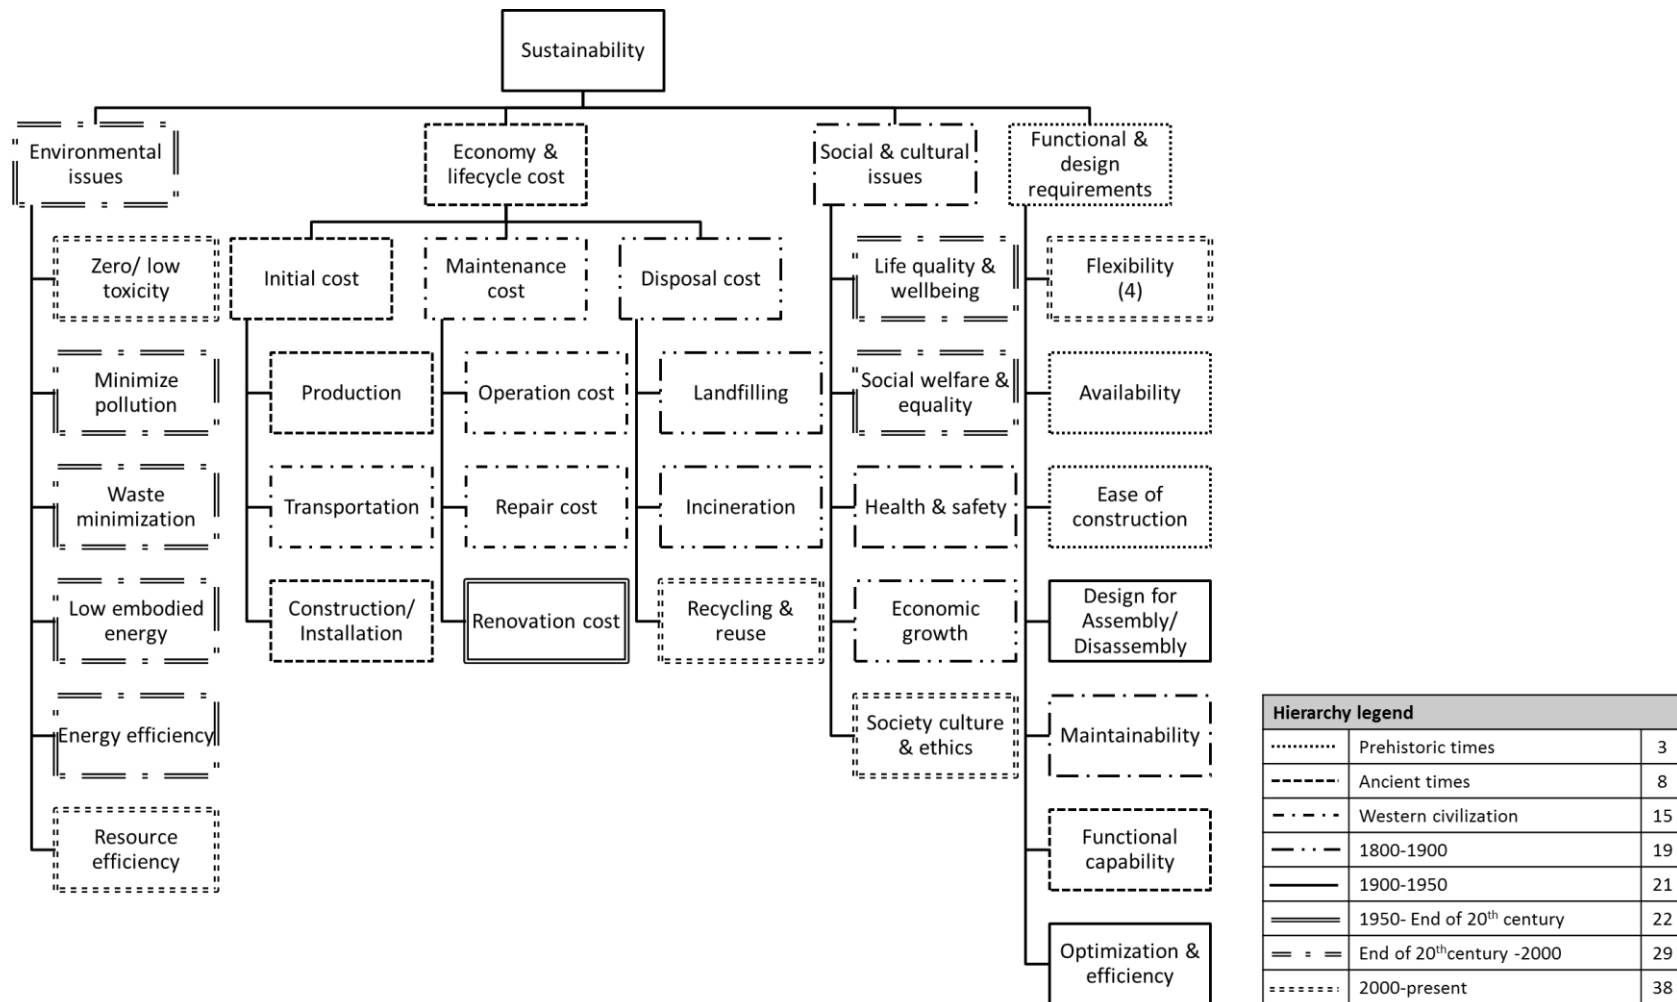 Sustainability
Environmental
issues
Economy &
lifecycle cost
Social & cultural
issues
Functional &
design
requirements
Zero/ low
toxicity
Initial cost
Maintenance
cost
Disposal cost
Life quality &
wellbeing
Flexibility
(4)
Minimize
pollution
Production
Operation cost
Landfilling
Social welfare &
equality
Availability
Waste
minimization
Transportation
Repair cost
Incineration
Health & safety
Ease of
construction
Low embodied
energy
Construction/
Installation
Renovation cost
Recycling &
reuse
Economic
growth
Design for
Assembly/
Disassembly
Energy efficiency
Society culture
& ethics
Maintainability
Resource
efficiency
Functional
capability
Optimization &
efficiency
Hierarchy legend
Prehistoric times 3
Ancient times 8
Western civilization 15
1800-1900 19
1900-1950 21
1950- End of 20th century 22
End of 20thcentury -2000 29
2000-present 38